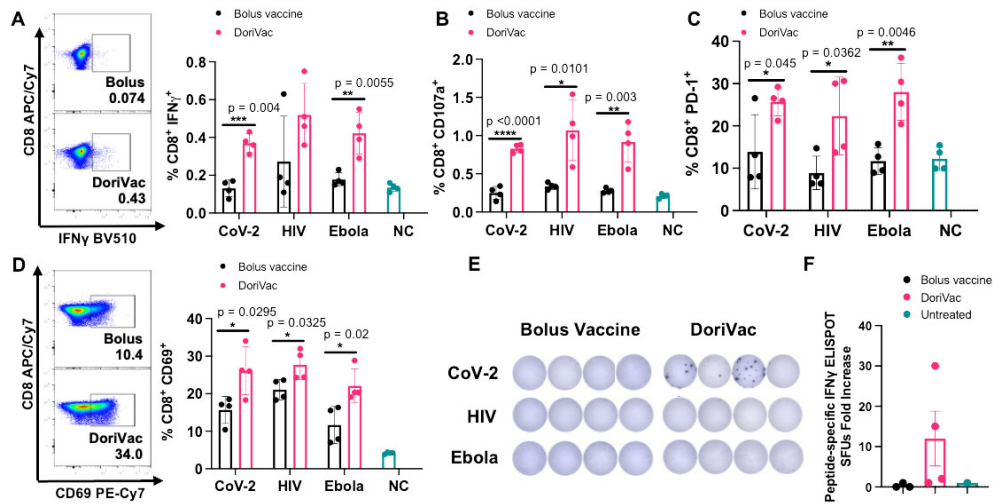 A
CD8 APC/Cy7
Bolus
0.074
DoriVac
0.43
IFNγ BV510
Bolus vaccine
DoriVac
% CD8⁺ IFNγ⁺
0.8
0.6
0.4
0.2
0.0
p = 0.004
***
p = 0.0055
**
CoV-2 HIV Ebola NC
B
Bolus vaccine
DoriVac
% CD8⁺ CD107a⁺
2.0
1.5
1.0
0.5
0.0
p <0.0001
****
p = 0.0101
*
p = 0.003
**
CoV-2 HIV Ebola NC
C
Bolus vaccine
DoriVac
% CD8⁺ PD-1⁺
40
30
20
10
0
p = 0.045
*
p = 0.0362
*
p = 0.0046
**
CoV-2 HIV Ebola NC
D
CD8 APC/Cy7
Bolus
10.4
DoriVac
34.0
CD69 PE-Cy7
Bolus vaccine
DoriVac
% CD8⁺ CD69⁺
40
30
20
10
0
p = 0.0295
*
p = 0.0325
*
p = 0.02
*
CoV-2 HIV Ebola NC
E
Bolus Vaccine DoriVac
CoV-2
HIV
Ebola
F
Bolus vaccine
DoriVac
Untreated
Peptide-specific IFNγ ELISPOT
SFUs Fold Increase
40
30
20
10
0